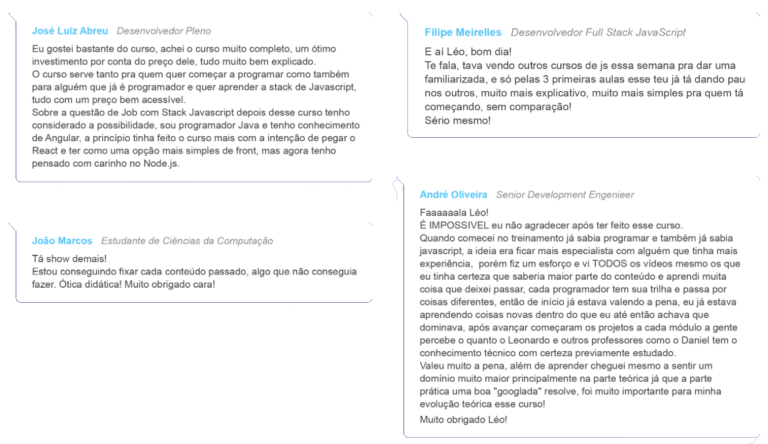 José Luiz Abreu Desenvolvedor Pleno
Eu gostei bastante do curso, achei o curso muito completo, um ótimo
investimento por conta do preço dele, tudo muito bem explicado.
O curso serve tanto pra quem quer começar a programar como também
para alguém que já é programador e quer aprender a stack de Javascript,
tudo com um preço bem acessível.
Sobre a questão de Job com Stack Javascript depois desse curso tenho
considerado a possibilidade, sou programador Java e tenho conhecimento
de Angular, a princípio tinha feito o curso mais com a intenção de pegar o
React e ter como uma opção mais simples de front, mas agora tenho
pensado com carinho no Node.js.
João Marcos Estudante de Ciências da Computação
Tá show demais!
Estou conseguindo fixar cada conteúdo passado, algo que não conseguia
fazer. Ótica didática! Muito obrigado cara!
Filipe Meirelles Desenvolvedor Full Stack JavaScript
E aí Léo, bom dia!
Te fala, tava vendo outros cursos de js essa semana pra dar uma
familiarizada, e só pelas 3 primeiras aulas esse teu já tá dando pau
nos outros, muito mais explicativo, muito mais simples pra quem tá
começando, sem comparação!
Sério mesmo!
André Oliveira Senior Development Engenieer
Faaaaaala Léo!
É IMPOSSIVEL eu não agradecer após ter feito esse curso.
Quando comecei no treinamento já sabia programar e também já sabia
javascript, a ideia era ficar mais especialista com alguém que tinha mais
experiência, porém fiz um esforço e vi TODOS os vídeos mesmo os que
eu tinha certeza que saberia maior parte do conteúdo e aprendi muita
coisa que deixei passar, cada programador tem sua trilha e passa por
coisas diferentes, então de início já estava valendo a pena, eu já estava
aprendendo coisas novas dentro do que eu até então achava que
dominava, após avançar começaram os projetos a cada módulo a gente
percebe o quanto o Leonardo e outros professores como o Daniel tem o
conhecimento técnico com certeza previamente estudado.
Valeu muito a pena, além de aprender cheguei mesmo a sentir um
domínio muito maior principalmente na parte teórica já que a parte
prática uma boa "googlada" resolve, foi muito importante para minha
evolução teórica esse curso!
Muito obrigado Léo!